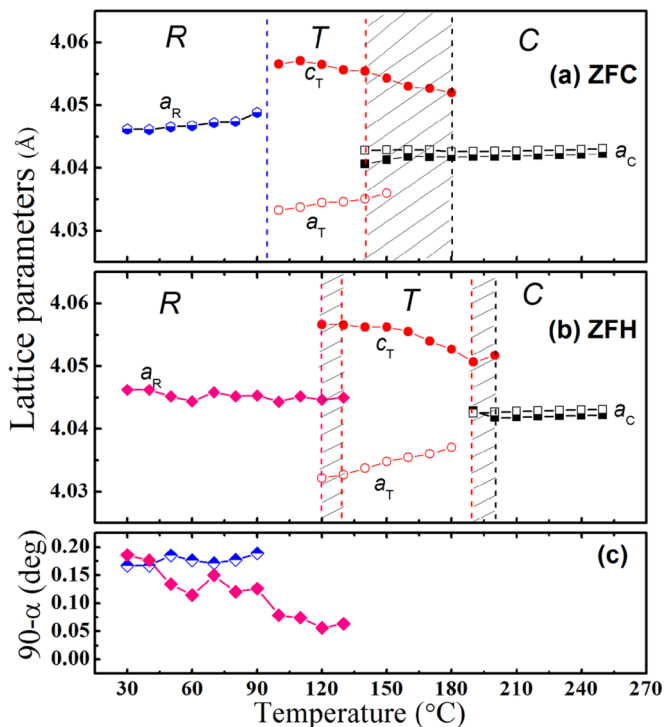 4.06
4.05
4.04
4.03
R
T
C
(a) ZFC
a_R
c_T
a_T
a_C
4.06
4.05
4.04
4.03
R
T
C
(b) ZFH
a_R
c_T
a_T
a_C
Lattice parameters (Å)
0.20
0.15
0.10
0.05
0.00
(c)
90-α (deg)
30 60 90 120 150 180 210 240 270
Temperature (°C)